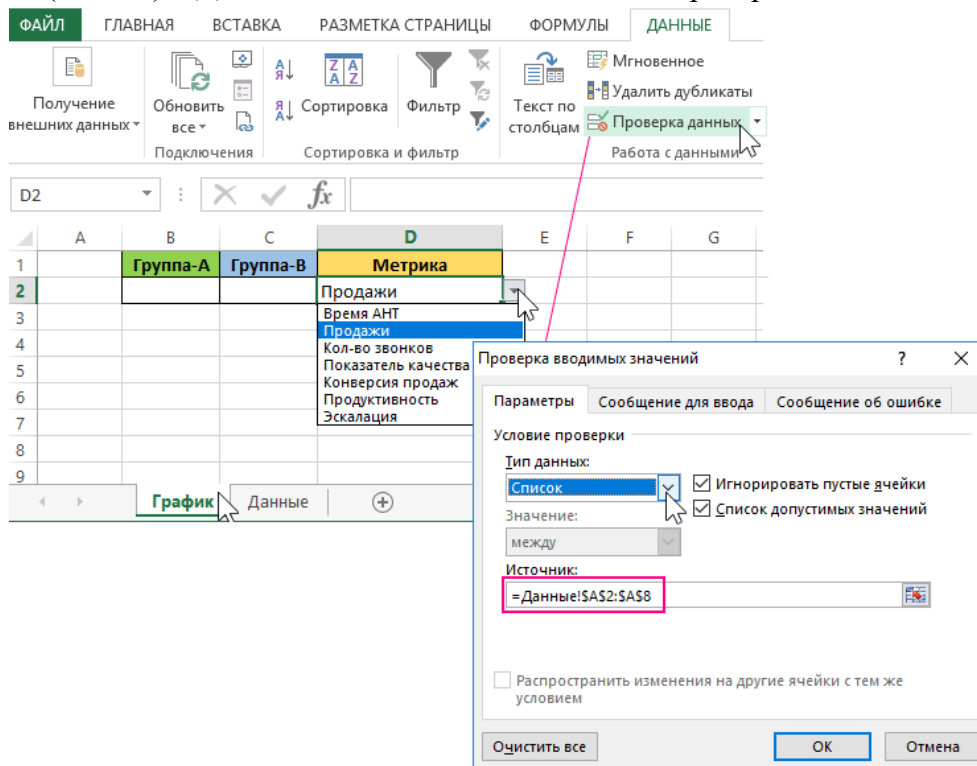 ФАЙЛ ГЛАВНАЯ ВСТАВКА РАЗМЕТКА СТРАНИЦЫ ФОРМУЛЫ ДАННЫЕ
Получение
внешних данных
Обновить
все
Подключения
Сортировка
Фильтр
Сортировка и фильтр
Текст по
столбцам
Мгновенное
Удалить дубликаты
Проверка данных
Работа с данными
D2 fx
A B C D E F G
1 Группа-A Группа-B Метрика
2 Продажи
3 Время АНТ
Продажи
4 Кол-во звонков
5 Показатель качества
Конверсия продаж
6 Продуктивность
7 Эскалация
8
9
График Данные
Проверка вводимых значений ? X
Параметры Сообщение для ввода Сообщение об ошибке
Условие проверки
Тип данных:
Список Игнорировать пустые ячейки
Значение: Список допустимых значений
между
Источник:
=Данные!$A$2:$A$8
Распространить изменения на другие ячейки с тем же
условием
Очистить все ОК Отмена